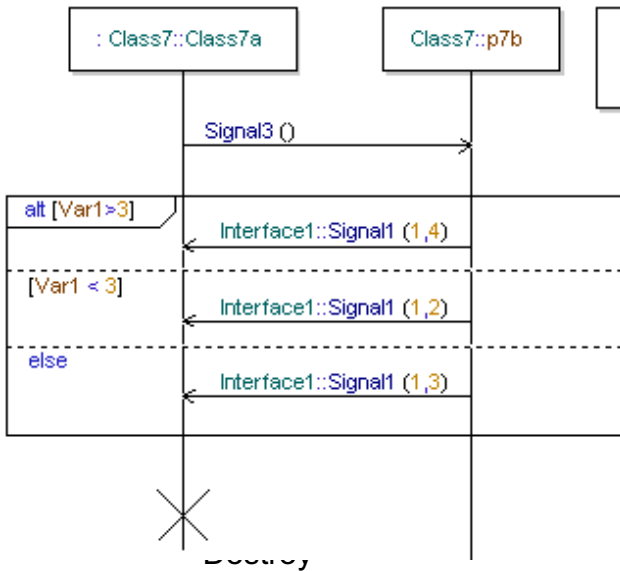 : Class7::Class7a
Class7::p7b
Signal3 ()
alt [Var1>3]
Interface1::Signal1 (1,4)
[Var1 < 3]
Interface1::Signal1 (1,2)
else
Interface1::Signal1 (1,3)
Destroy